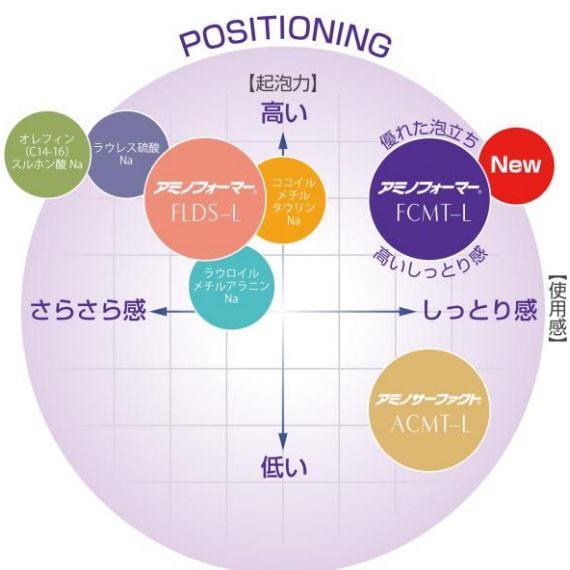 POSITIONING
【起泡力】
高い
オレフィン
(C14-16)
スルホン酸 Na
ラウレス硫酸
Na
アミノフォーマー®
FLDS-L
ココイル
メチル
タウリン
Na
優れた泡立ち
アミノフォーマー®
FCMT-L
高いしっとり感
New
ラウロイル
メチルアラニン
Na
さらさら感
しっとり感
【使用感】
アミノサーファクト®
ACMT-L
低い